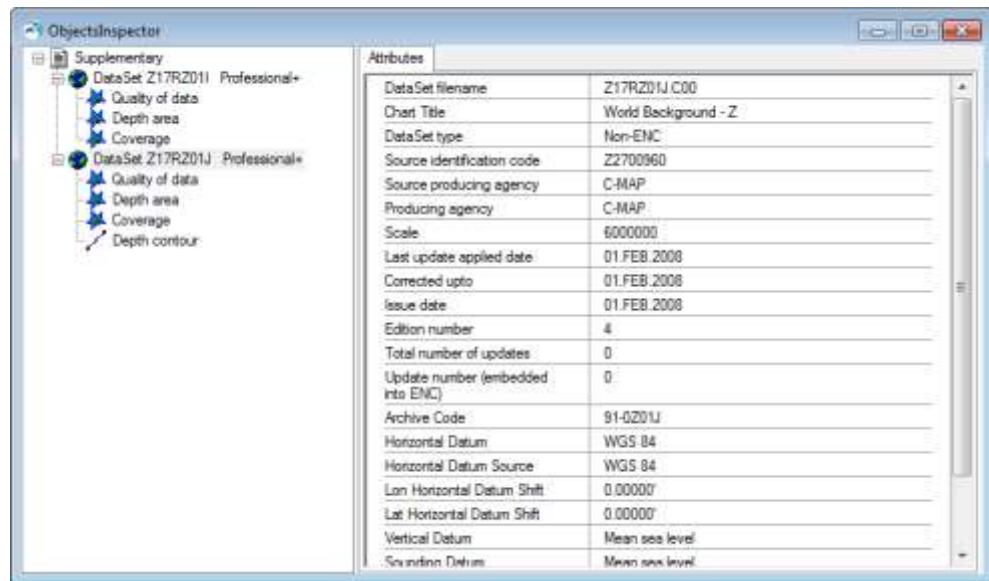 ObjectsInspector
Supplementary
DataSet Z17RZ01I Professional+
Quality of data
Depth area
Coverage
DataSet Z17RZ01J Professional+
Quality of data
Depth area
Coverage
Depth contour
Attributes
DataSet filename Z17RZ01J.C00
Chart Title World Background - Z
DataSet type Non-ENC
Source identification code Z2700960
Source producing agency C-MAP
Producing agency C-MAP
Scale 6000000
Last update applied date 01.FEB.2008
Corrected upto 01.FEB.2008
Issue date 01.FEB.2008
Edition number 4
Total number of updates 0
Update number (embedded 0
into ENC)
Archive Code 91-0Z01J
Horizontal Datum WGS 84
Horizontal Datum Source WGS 84
Lon Horizontal Datum Shift 0.00000'
Lat Horizontal Datum Shift 0.00000'
Vertical Datum Mean sea level
Sounding Datum Mean sea level